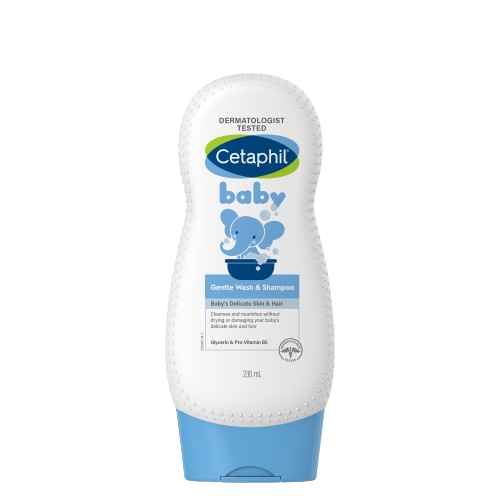 DERMATOLOGIST
TESTED
Cetaphil
baby
Gentle Wash & Shampoo
Baby's Delicate Skin & Hair
Cleanses and nourishes without
drying or damaging your baby's
delicate skin and hair
Glycerin & Pro-Vitamin B5
230 mL